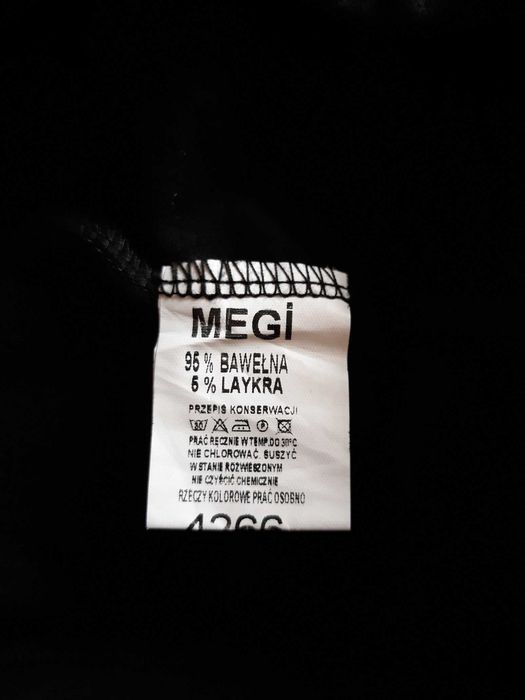 MEGİ
95 % BAWEŁNA
5 % LAYKRA
PRZEPIS KONSERWACJI
PRAĆ RĘCZNIE W TEMP. DO 30°C
NIE CHLOROWAĆ. SUSZYĆ
W STANIE ROZWIESZONYM
NIE CZYŚCIĆ CHEMICZNIE
RZECZY KOLOROWE PRAĆ OSOBNO
4266